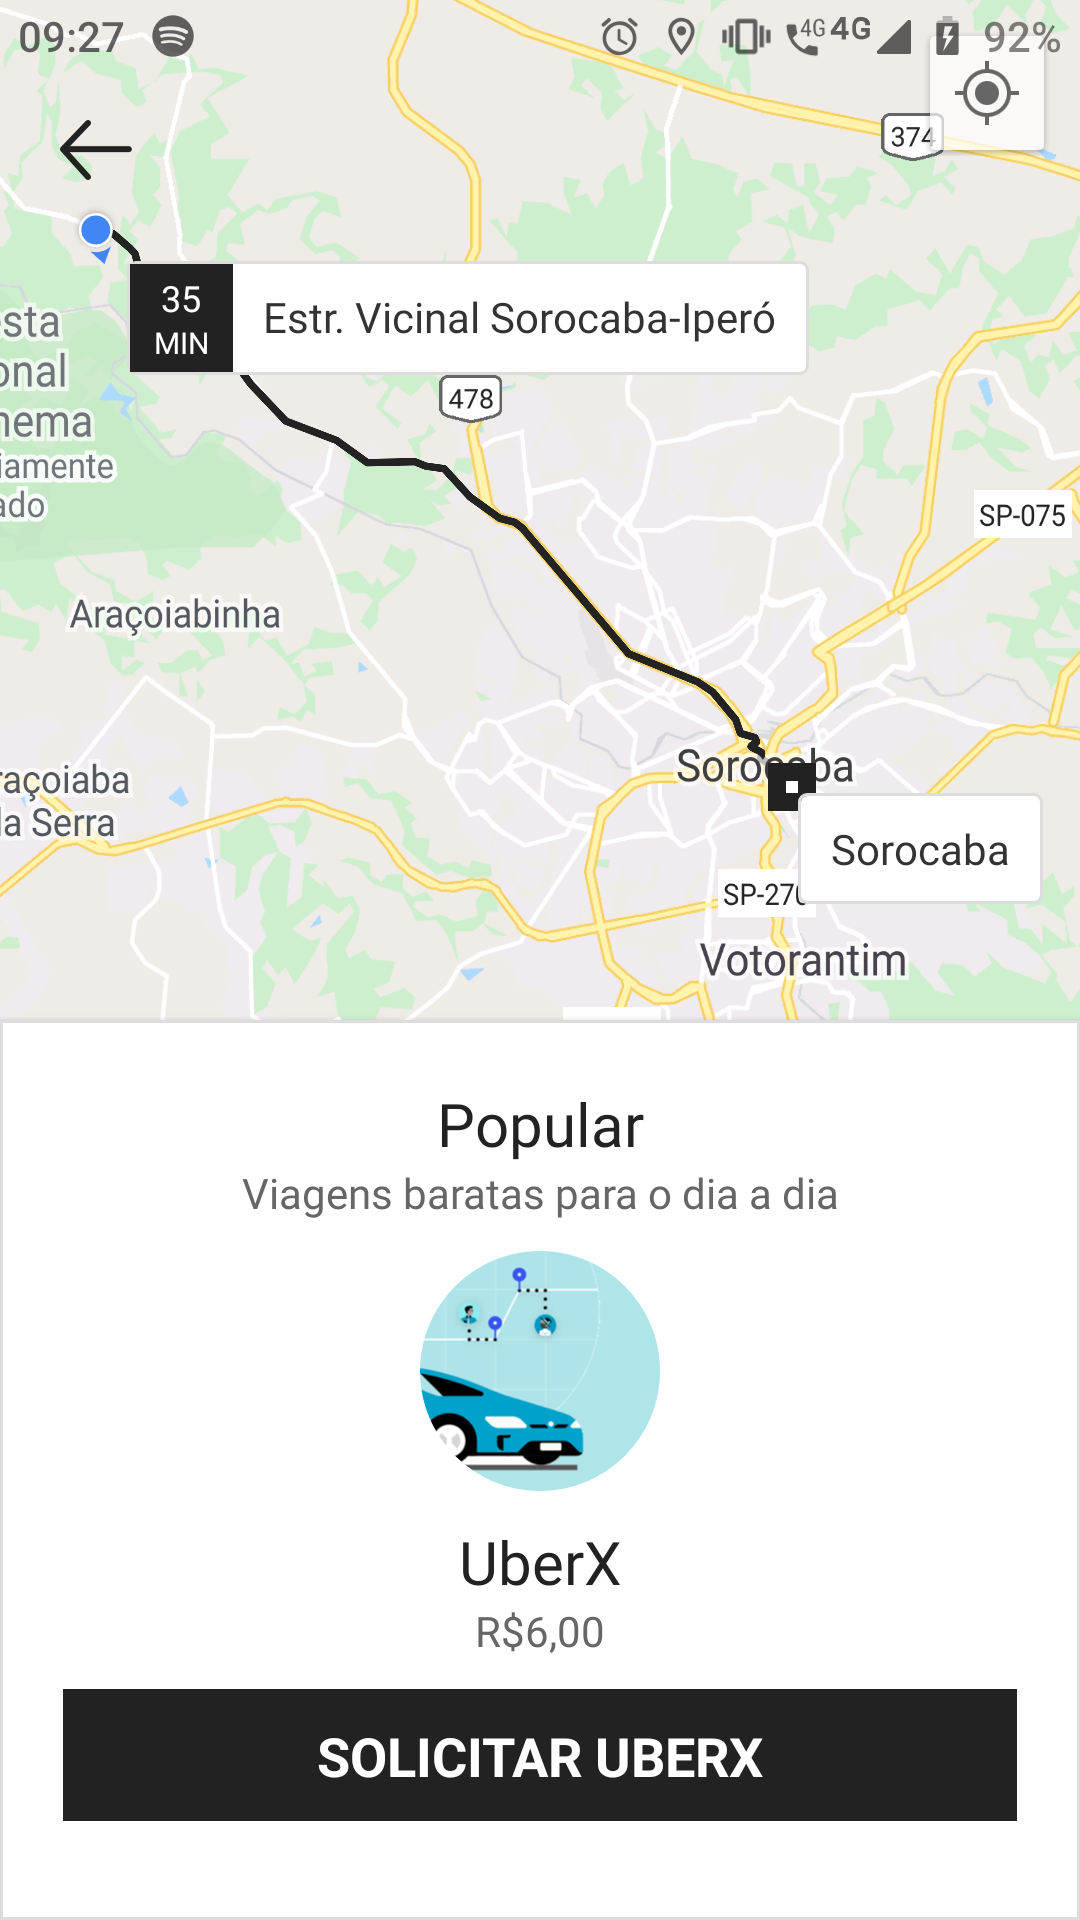 09:27
4G 4G 92%
374
35
MIN
Estr. Vicinal Sorocaba-Iperó
esta
onal
nema
iamente
ado
478
SP-075
Araçoiabinha
raçoiaba
la Serra
Sorocaba
Sorocaba
SP-270
Votorantim
Popular
Viagens baratas para o dia a dia
UberX
R$6,00
SOLICITAR UBERX